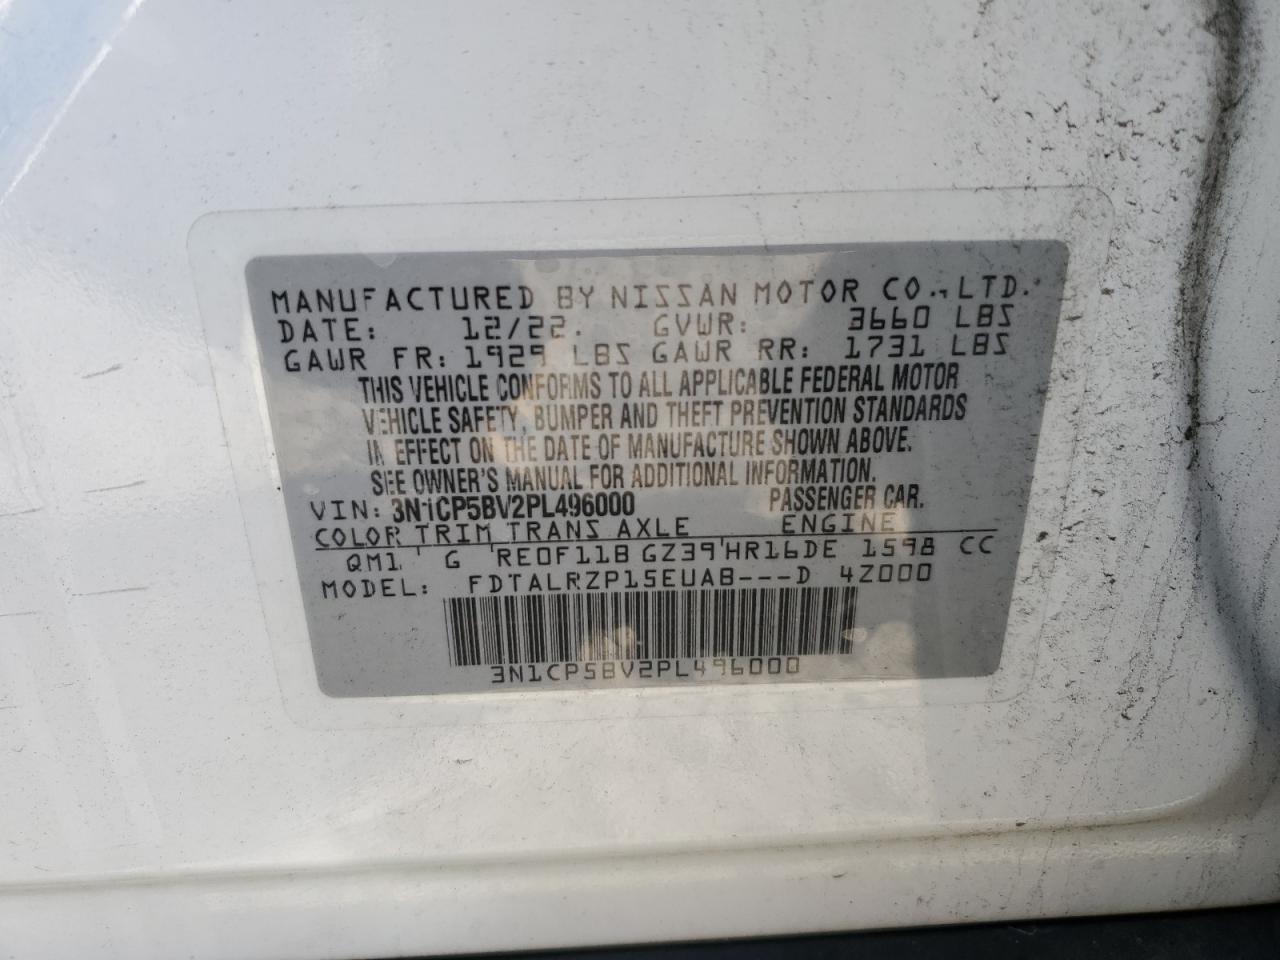 MANUFACTURED BY NISSAN MOTOR CO., LTD.
DATE: 12/22. GVWR: 3660 LBS
GAWR FR: 1929 LBS GAWR RR: 1731 LBS
THIS VEHICLE CONFORMS TO ALL APPLICABLE FEDERAL MOTOR
VEHICLE SAFETY, BUMPER AND THEFT PREVENTION STANDARDS
IN EFFECT ON THE DATE OF MANUFACTURE SHOWN ABOVE.
SEE OWNER'S MANUAL FOR ADDITIONAL INFORMATION.
VIN: 3N1CP5BV2PL496000 PASSENGER CAR.
COLOR TRIM TRANS AXLE ENGINE
QM1 G RE0F11B GZ39 HR16DE 1598 CC
MODEL: FDTALRZP15EUAB---D 4Z000
3N1CP5BV2PL496000